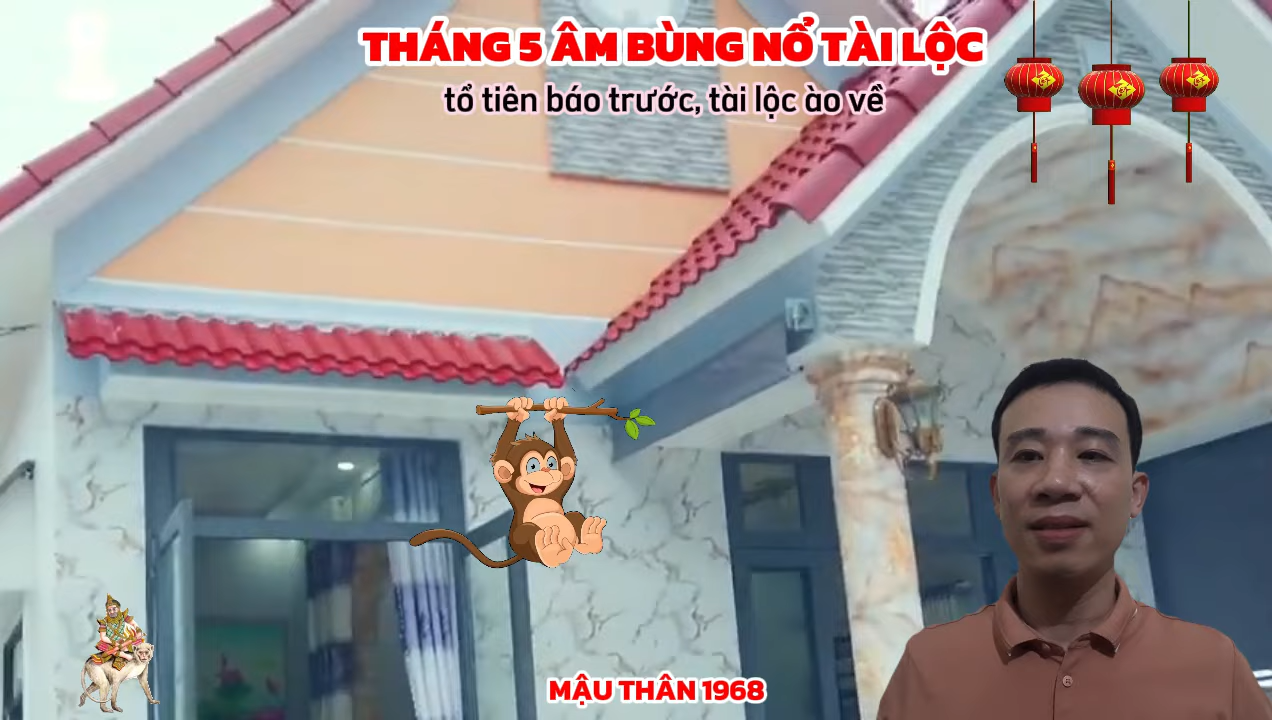 THÁNG 5 ÂM BÙNG NỔ TÀI LỘC
tổ tiên báo trước, tài lộc ào về
MẬU THÂN 1968